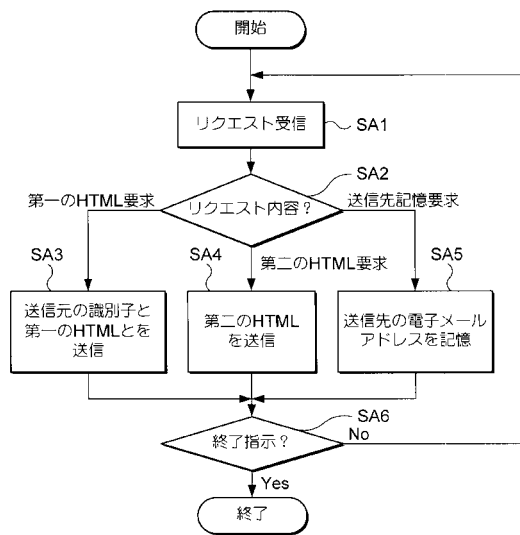 開始
リクエスト受信
SA1
SA2
リクエスト内容？
第一のHTML要求
送信先記憶要求
第二のHTML要求
SA3
SA4
SA5
送信元の識別子と
第一のHTMLとを
送信
第二のHTML
を送信
送信先の電子メール
アドレスを記憶
SA6
終了指示？
No
Yes
終了